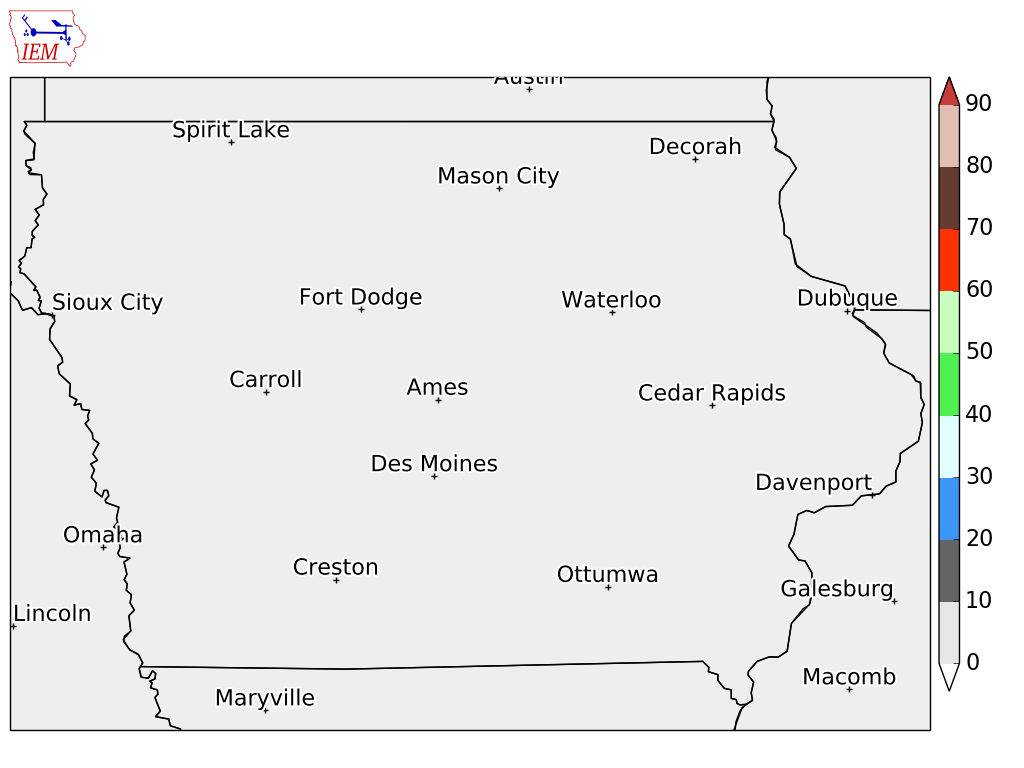 IEM
Austin
Spirit Lake
Decorah
Mason City
Sioux City
Fort Dodge
Waterloo
Dubuque
Carroll
Ames
Cedar Rapids
Des Moines
Davenport
Omaha
Creston
Ottumwa
Galesburg
Lincoln
Macomb
Maryville
90
80
70
60
50
40
30
20
10
0